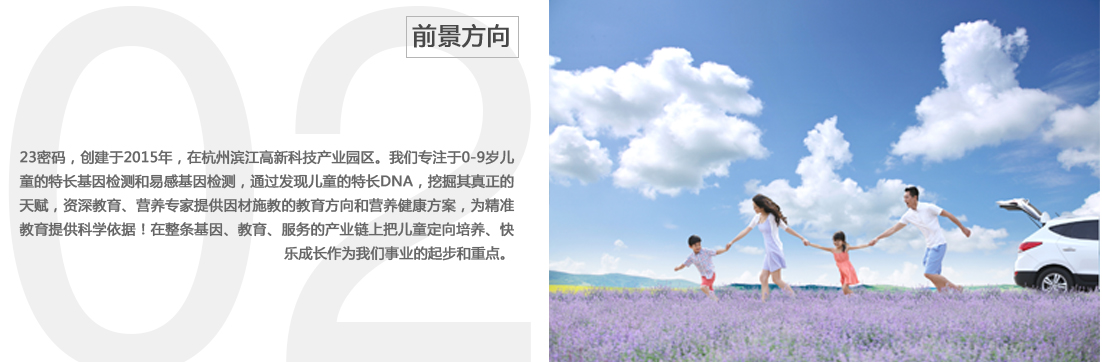 02
前景方向
23密码，创建于2015年，在杭州滨江高新科技产业园区。我们专注于0-9岁儿
童的特长基因检测和易感基因检测，通过发现儿童的特长DNA，挖掘其真正的
天赋，资深教育、营养专家提供因材施教的教育方向和营养健康方案，为精准
教育提供科学依据！在整条基因、教育、服务的产业链上把儿童定向培养、快
乐成长作为我们事业的起步和重点。